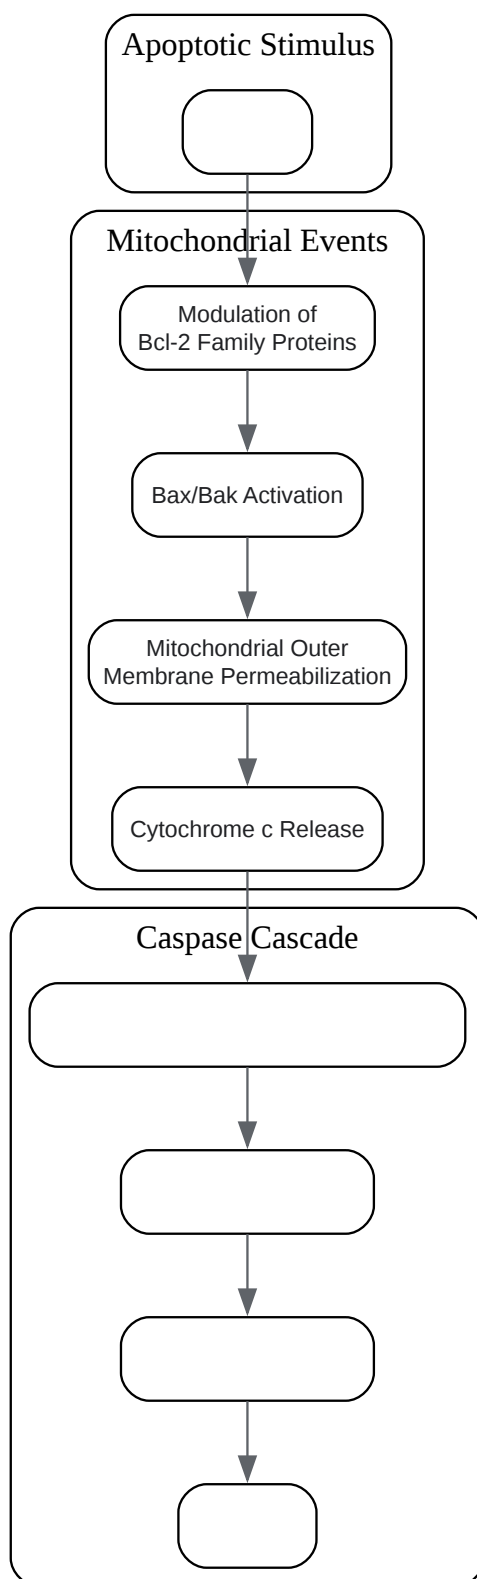 Apoptotic Stimulus
Mitochondrial Events
Modulation of
Bcl-2 Family Proteins
Bax/Bak Activation
Mitochondrial Outer
Membrane Permeabilization
Cytochrome c Release
Caspase Cascade